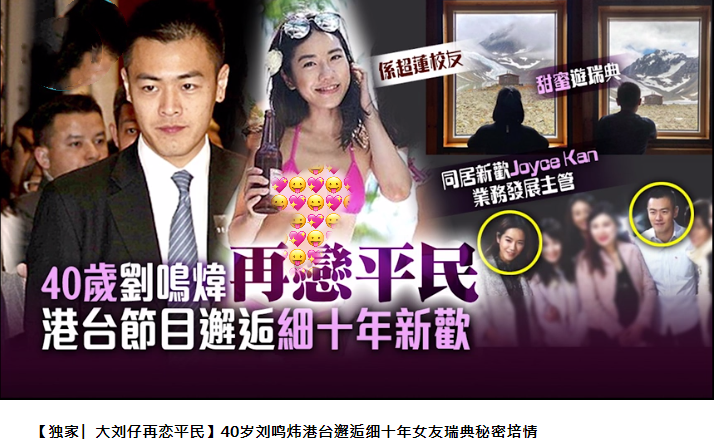 係超蓮校友
甜蜜遊瑞典
同居新歡Joyce Kan
業務發展主管
40歲劉鳴煒再戀平民
港台節目邂逅細十年新歡
【独家|大刘仔再恋平民】40岁刘鸣炜港台邂逅细十年女友瑞典秘密培情